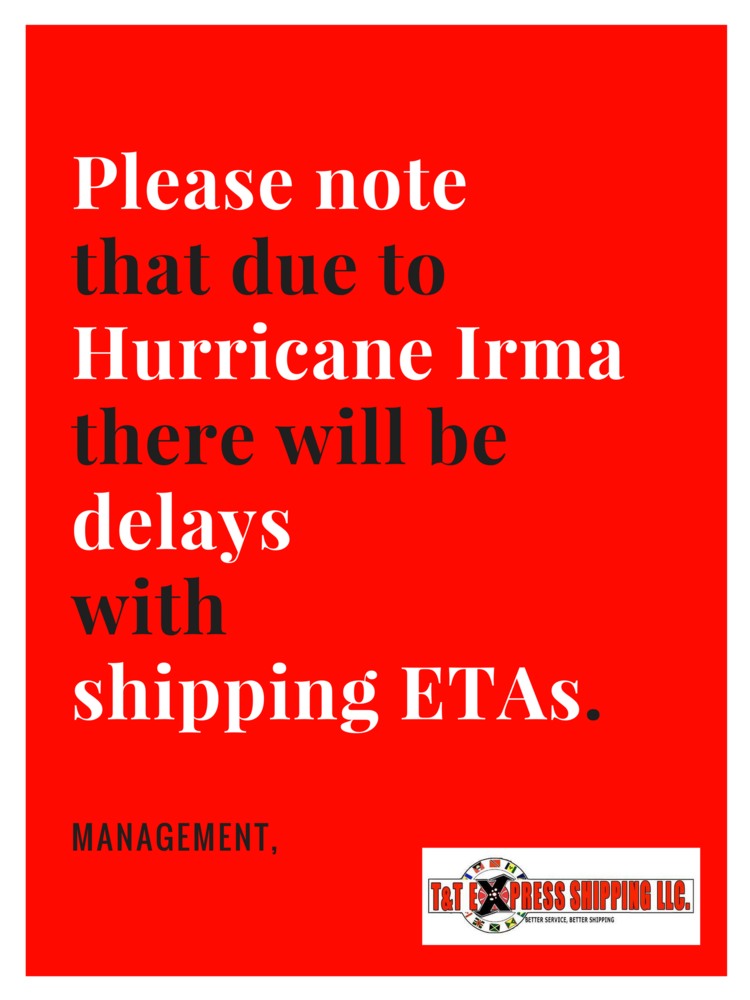 Please note
that due to
Hurricane Irma
there will be
delays
with
shipping ETAs.
MANAGEMENT,
T&T EXPRESS SHIPPING LLC.
BETTER SERVICE, BETTER SHIPPING